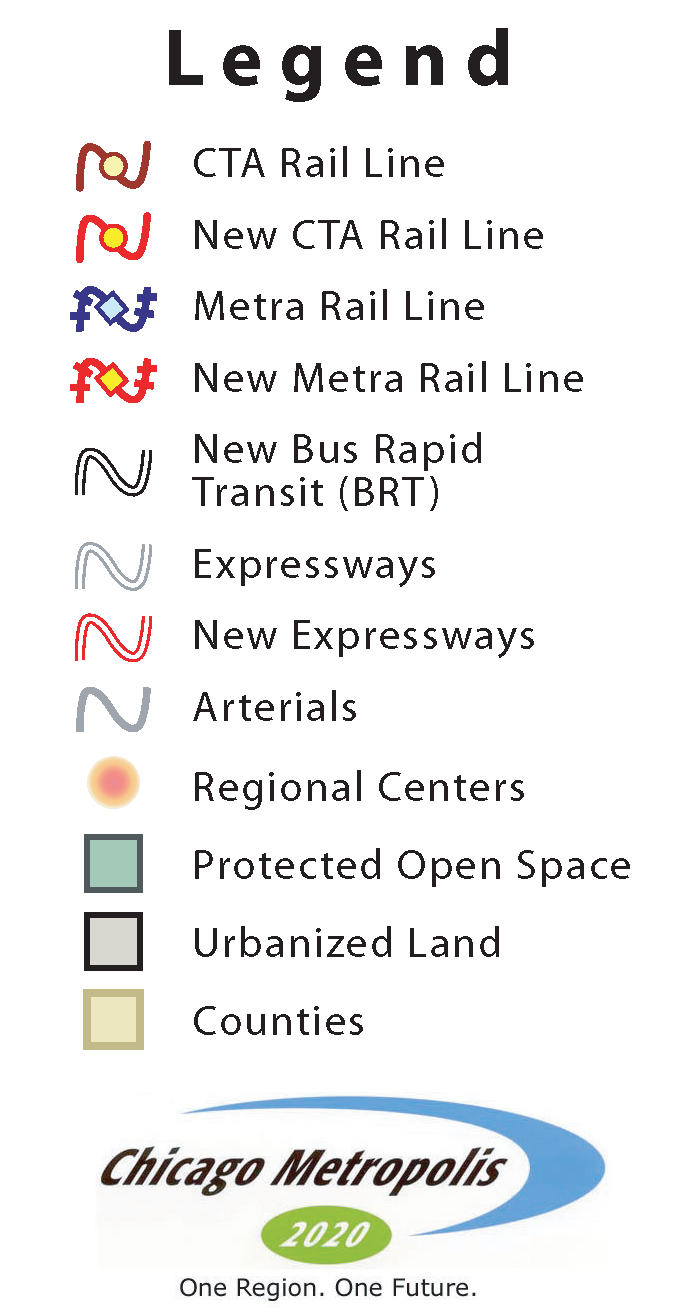 Legend
CTA Rail Line
New CTA Rail Line
Metra Rail Line
New Metra Rail Line
New Bus Rapid
Transit (BRT)
Expressways
New Expressways
Arterials
Regional Centers
Protected Open Space
Urbanized Land
Counties
Chicago Metropolis
2020
One Region. One Future.